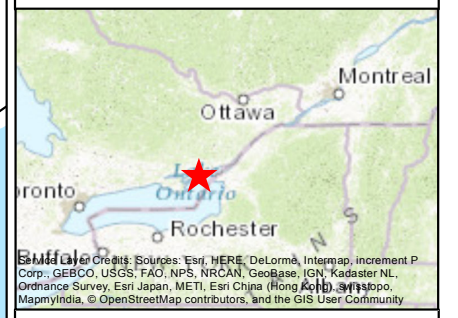 Montreal
Ottawa
Lake
Ontario
oronto
Rochester
Buffalo
N S
Alban
Service Layer Credits: Sources: Esri, HERE, DeLorme, Intermap, increment P
Corp., GEBCO, USGS, FAO, NPS, NRCAN, GeoBase, IGN, Kadaster NL,
Ordnance Survey, Esri Japan, METI, Esri China (Hong Kong), swisstopo,
MapmyIndia, © OpenStreetMap contributors, and the GIS User Community